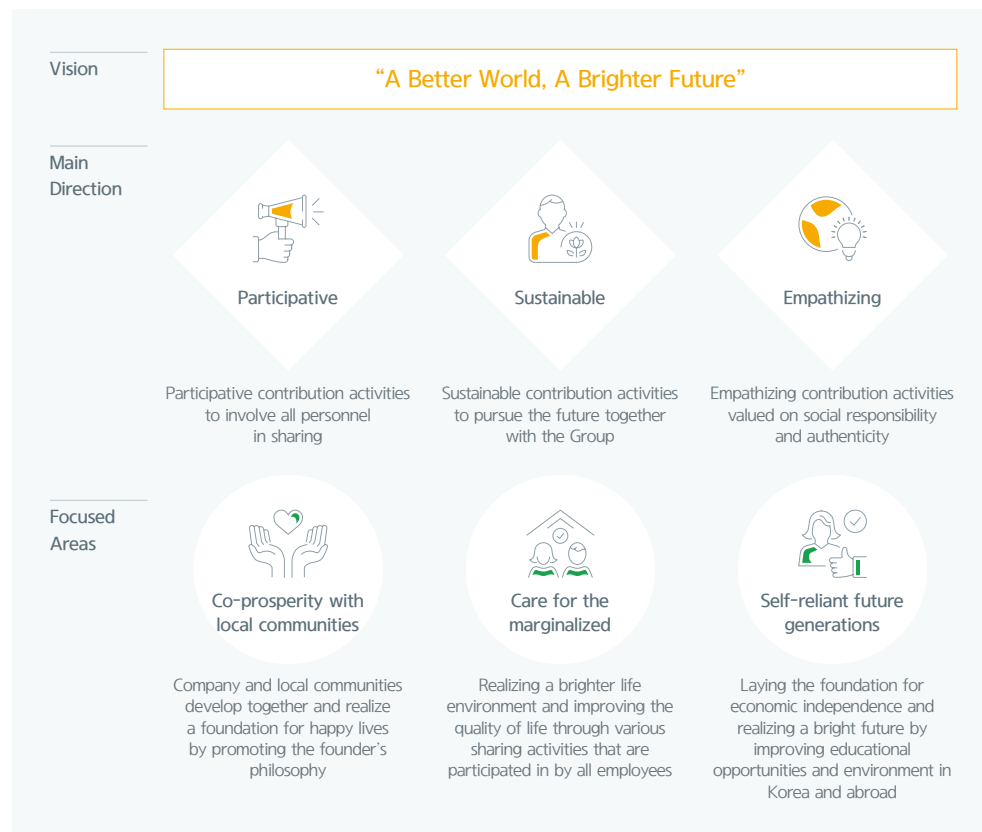 Vision
“A Better World, A Brighter Future”
Main
Direction
Participative
Sustainable
Empathizing
Participative contribution activities
to involve all personnel
in sharing
Sustainable contribution activities
to pursue the future together
with the Group
Empathizing contribution activities
valued on social responsibility
and authenticity
Focused
Areas
Co-prosperity with
local communities
Care for the
marginalized
Self-reliant future
generations
Company and local communities
develop together and realize
a foundation for happy lives
by promoting the founder’s
philosophy
Realizing a brighter life
environment and improving the
quality of life through various
sharing activities that are
participated in by all employees
Laying the foundation for
economic independence and
realizing a bright future by
improving educational
opportunities and environment in
Korea and abroad